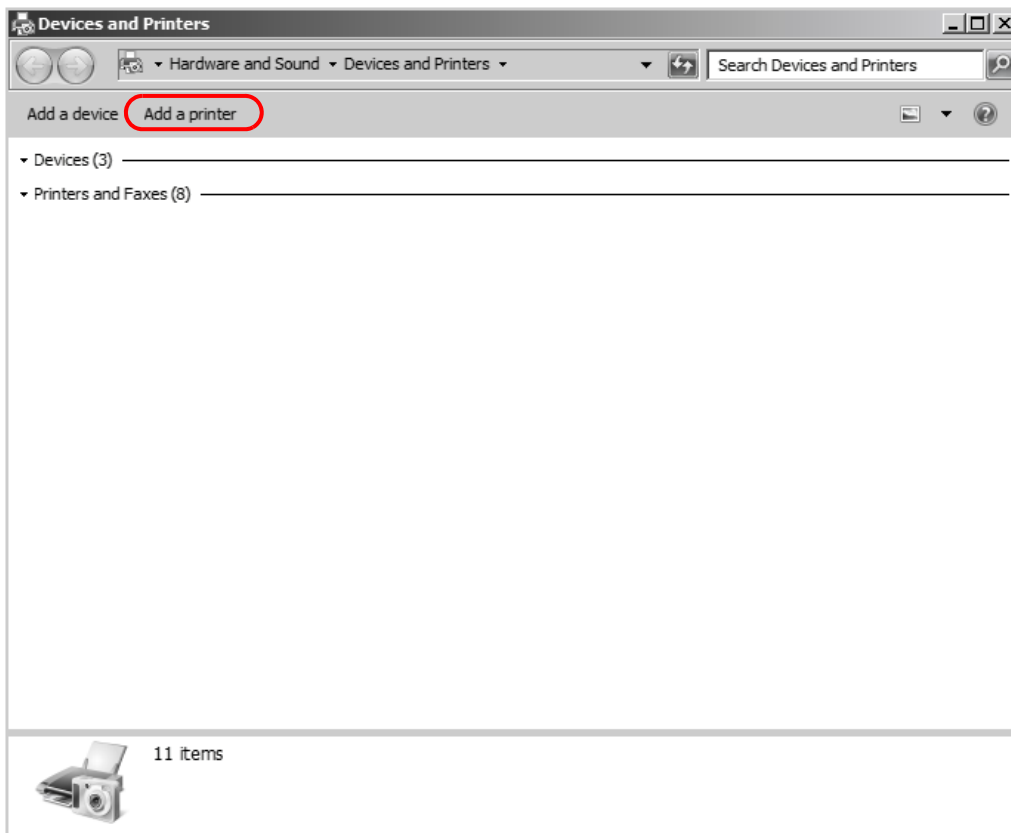 Devices and Printers
Hardware and Sound Devices and Printers Search Devices and Printers
Add a device Add a printer
Devices (3)
Printers and Faxes (8)
11 items